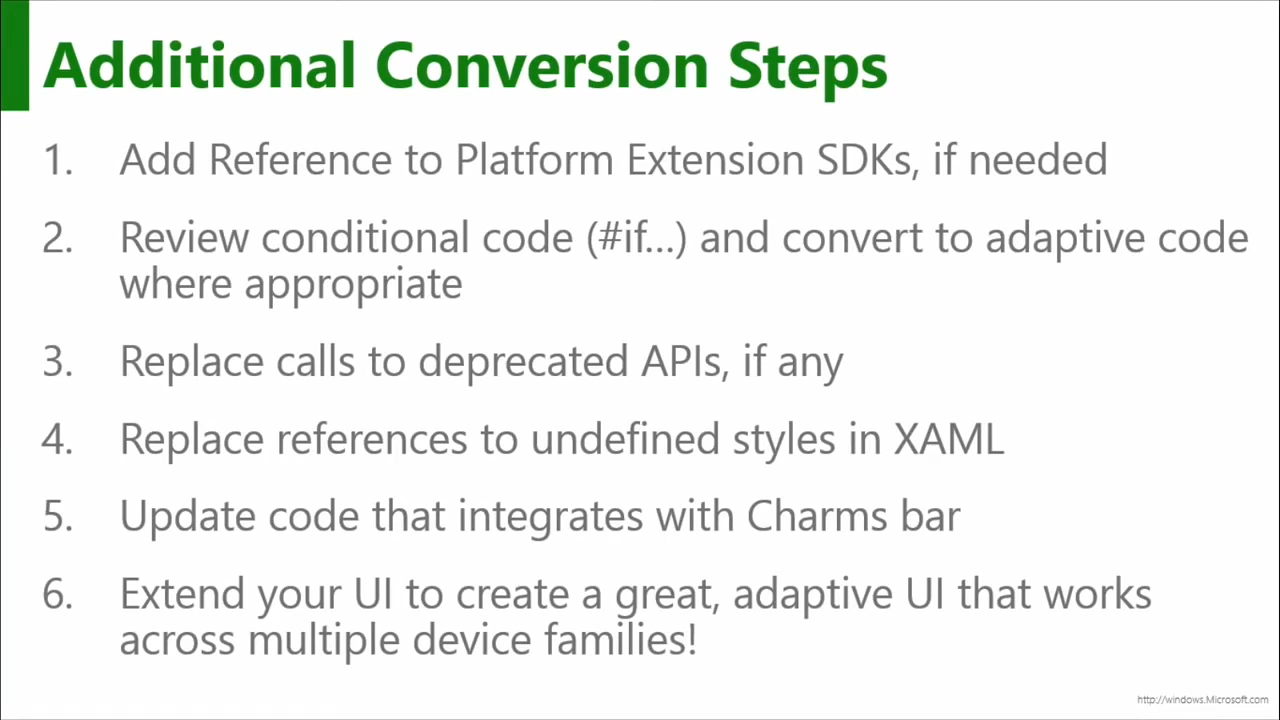 Additional Conversion Steps
1. Add Reference to Platform Extension SDKs, if needed
2. Review conditional code (#if...) and convert to adaptive code
where appropriate
3. Replace calls to deprecated APIs, if any
4. Replace references to undefined styles in XAML
5. Update code that integrates with Charms bar
6. Extend your UI to create a great, adaptive UI that works
across multiple device families!
http://windows.Microsoft.com